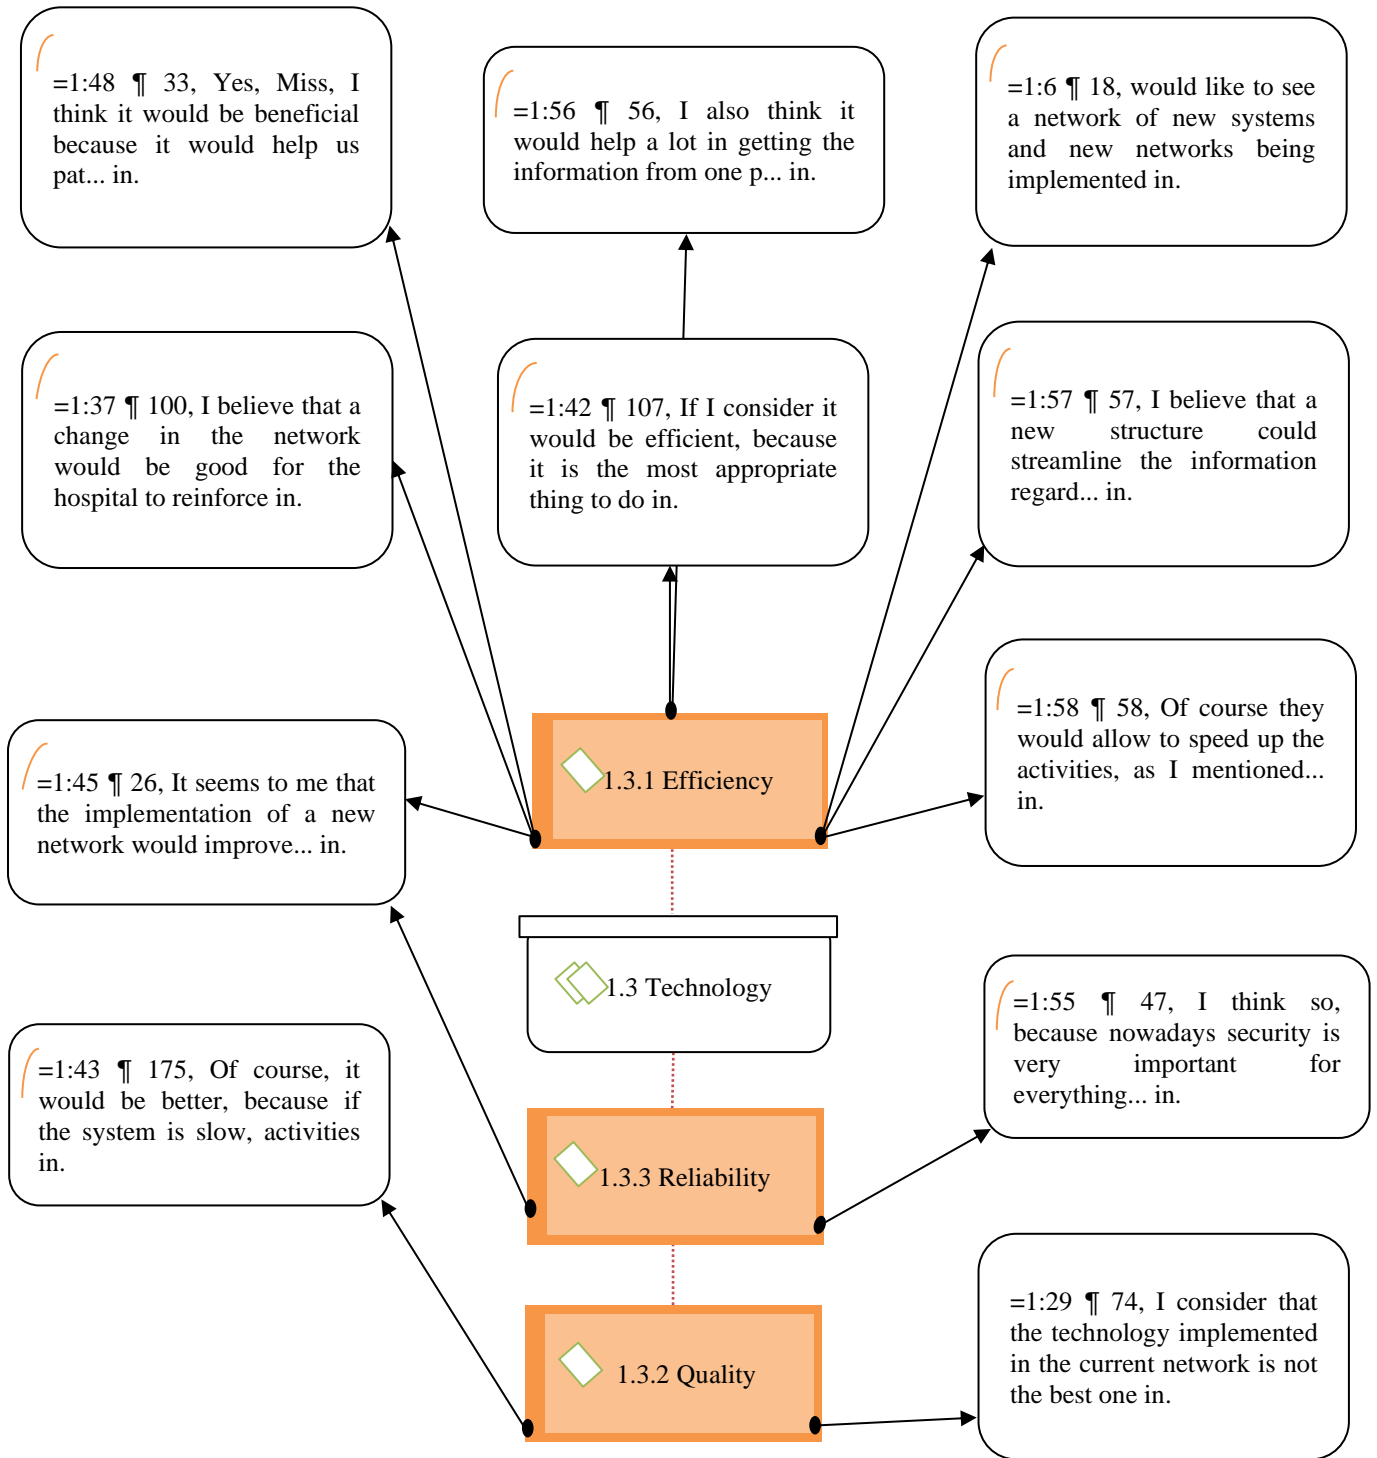 =1:48 ¶ 33, Yes, Miss, I
think it would be beneficial
because it would help us
pat... in.
=1:56 ¶ 56, I also think it
would help a lot in getting the
information from one p... in.
=1:6 ¶ 18, would like to see
a network of new systems
and new networks being
implemented in.
=1:37 ¶ 100, I believe that a
change in the network
would be good for the
hospital to reinforce in.
=1:42 ¶ 107, If I consider it
would be efficient, because
it is the most appropriate
thing to do in.
=1:57 ¶ 57, I believe that a
new structure could
streamline the information
regard... in.
=1:58 ¶ 58, Of course they
would allow to speed up the
activities, as I mentioned...
in.
1.3.1 Efficiency
=1:45 ¶ 26, It seems to me that
the implementation of a new
network would improve... in.
1.3 Technology
=1:43 ¶ 175, Of course, it
would be better, because if
the system is slow, activities
in.
=1:55 ¶ 47, I think so,
because nowadays security is
very important for
everything... in.
1.3.3 Reliability
1.3.2 Quality
=1:29 ¶ 74, I consider that
the technology implemented
in the current network is not
the best one in.